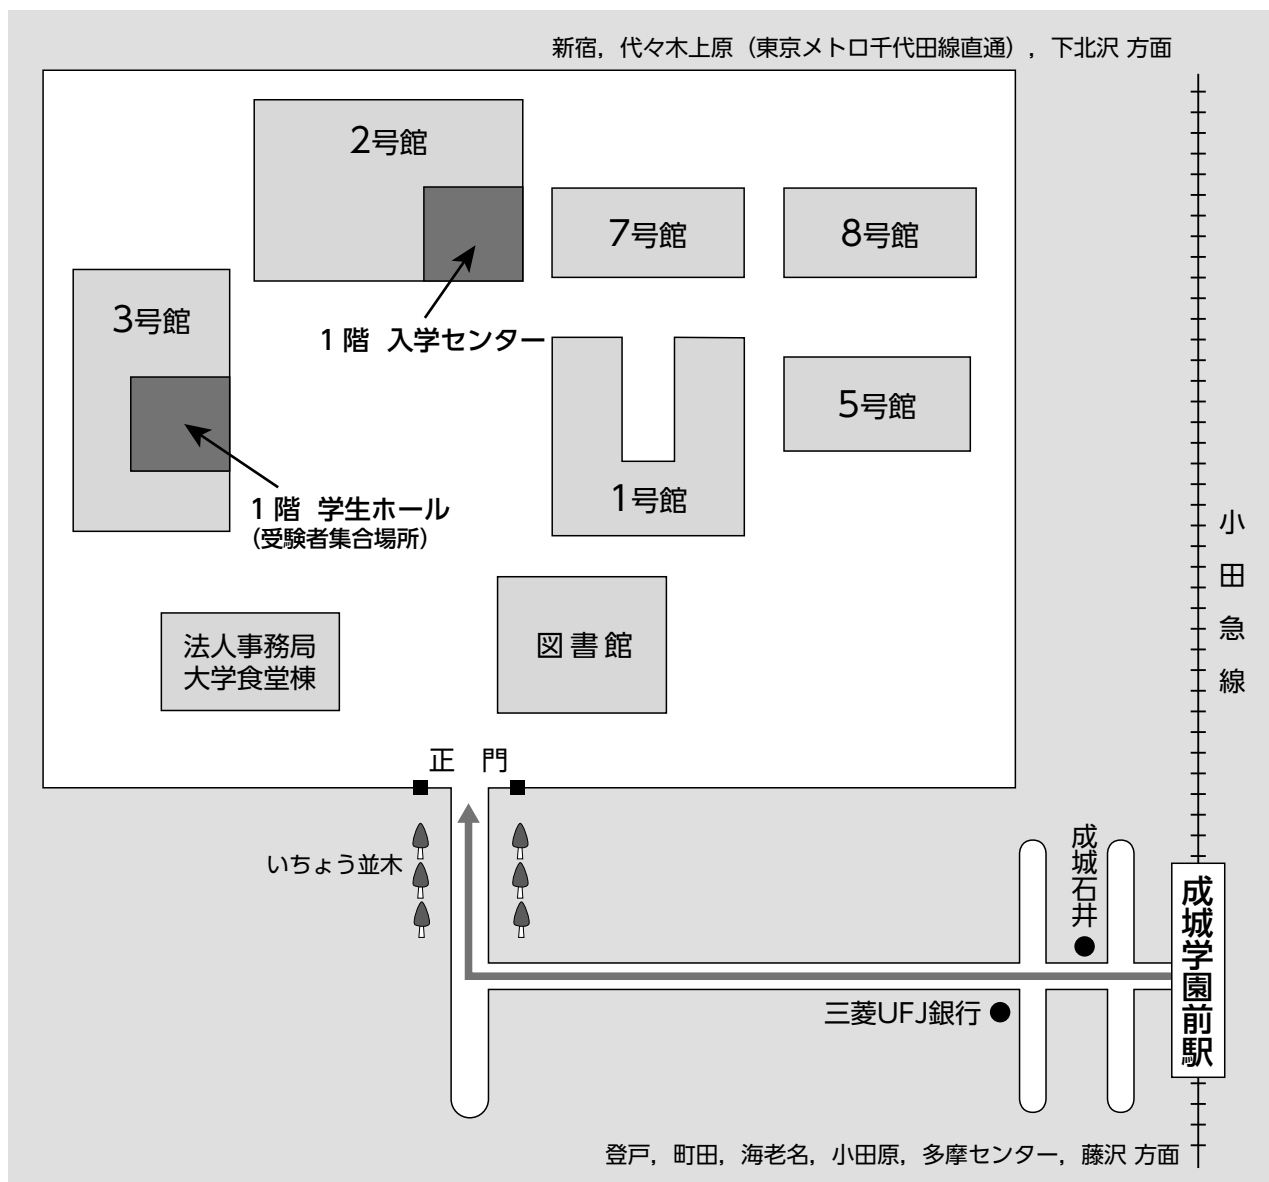 新宿，代々木上原（東京メトロ千代田線直通），下北沢 方面
2号館
7号館
8号館
3号館
1階 入学センター
5号館
1号館
1階 学生ホール
（受験者集合場所）
小田急線
法人事務局
大学食堂棟
図書館
正 門
いちょう並木
成城石井
成城学園前駅
三菱UFJ銀行
登戸，町田，海老名，小田原，多摩センター，藤沢 方面